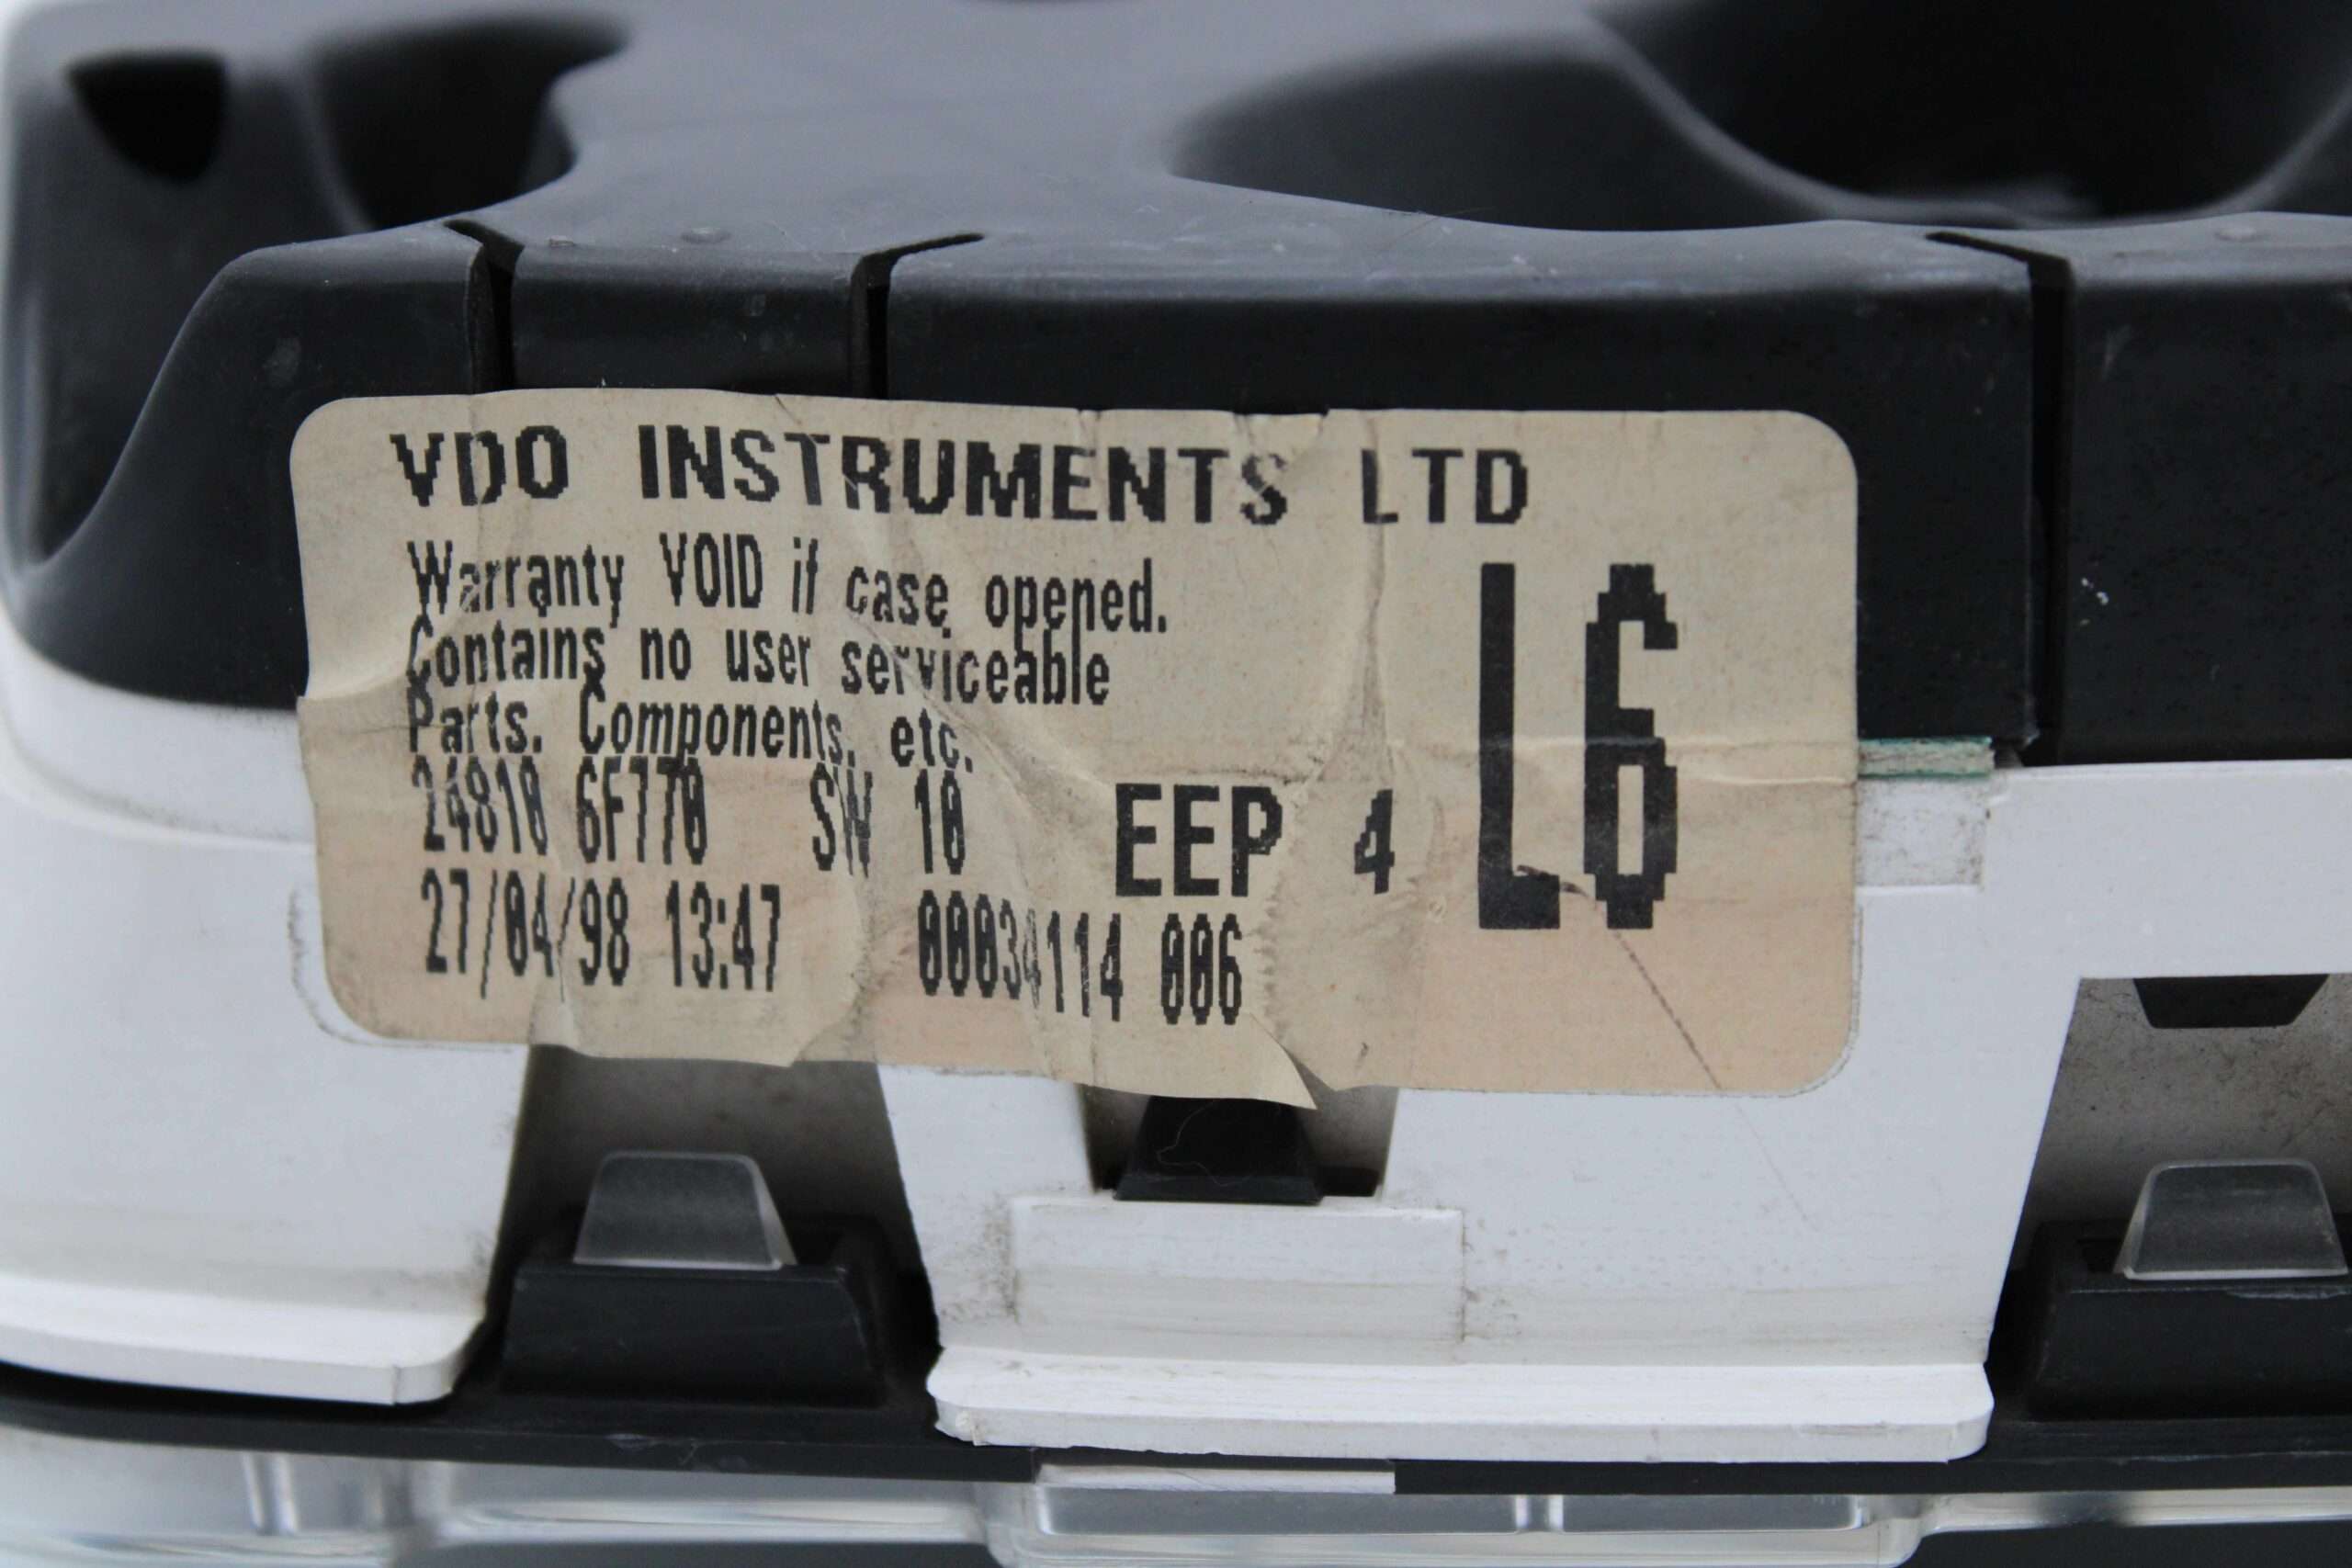 VDO INSTRUMENTS LTD
Warranty VOID if case opened.
Contains no user serviceable
Parts. Components. etc.
24810 6F770 SW 10 EEP 4
L6
27/04/98 13:47 00034114 006